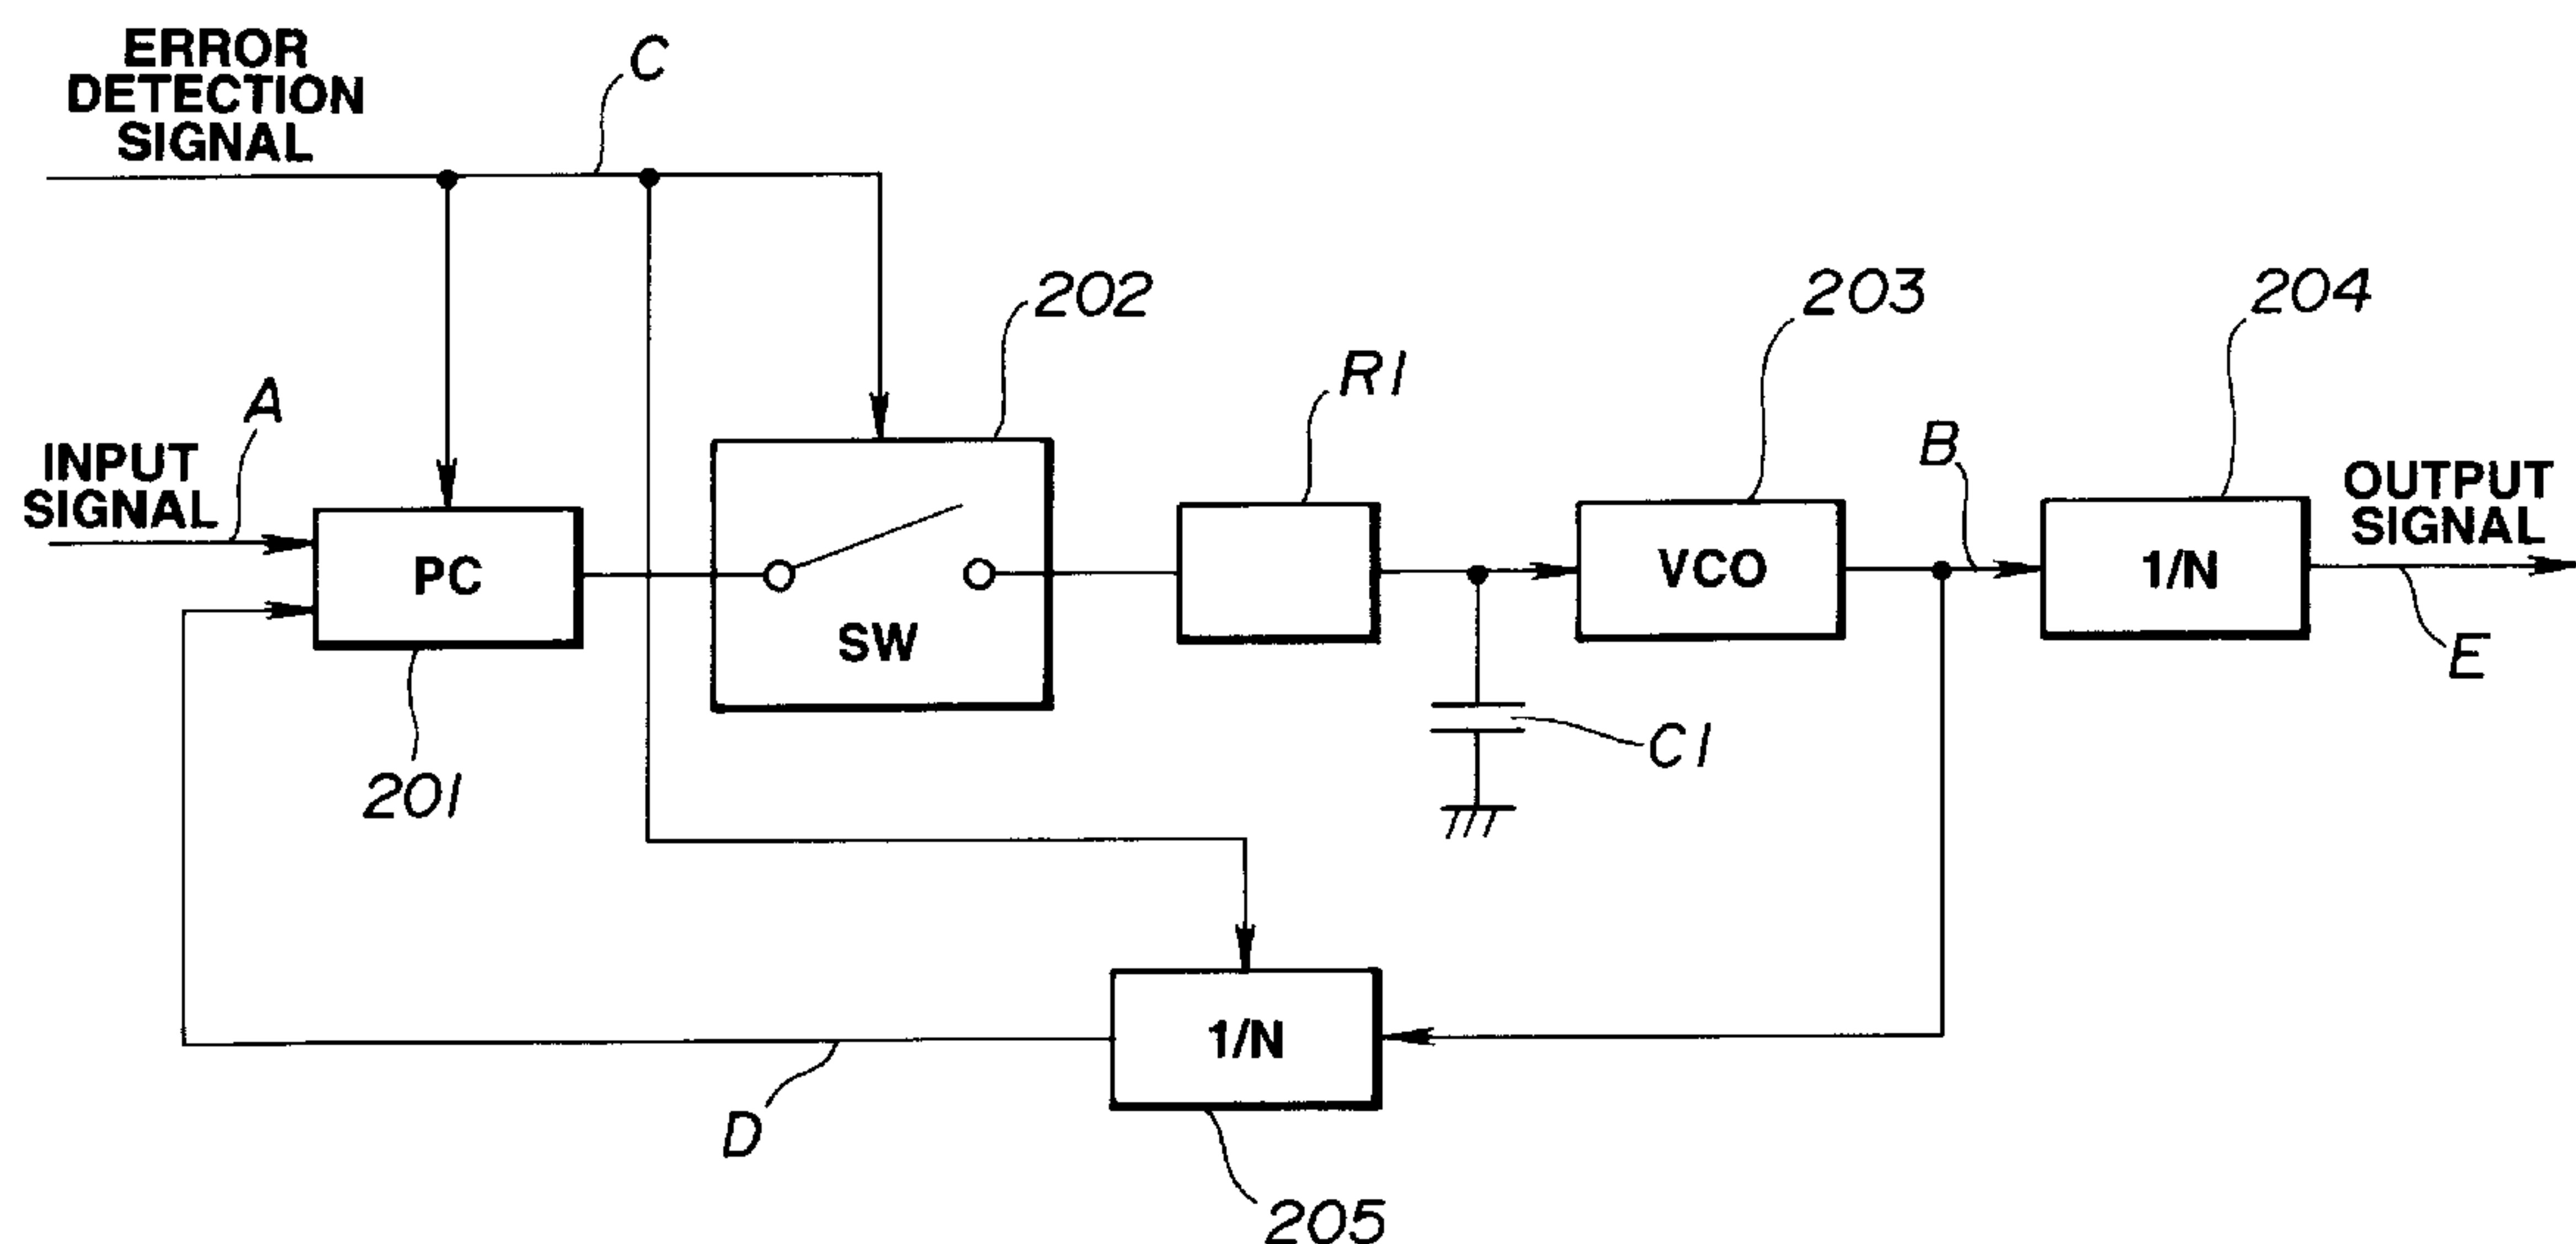 ERROR
DETECTION
SIGNAL
C
202
203
204
R1
A
INPUT
SIGNAL
B
OUTPUT
SIGNAL
PC
VCO
1/N
SW
E
C1
201
1/N
D
205